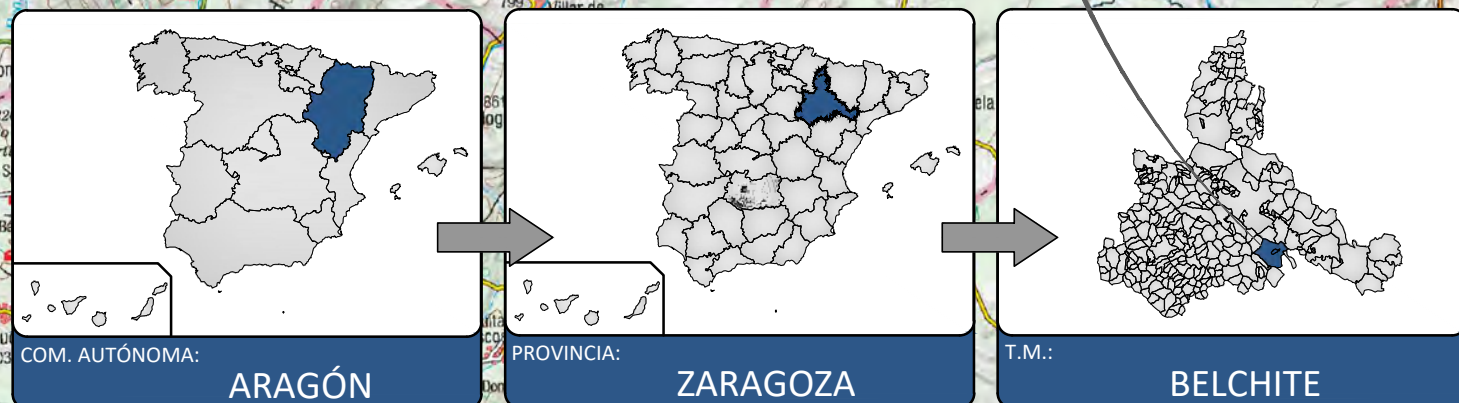 COM. AUTÓNOMA:
ARAGÓN
PROVINCIA:
ZARAGOZA
T.M.:
BELCHITE